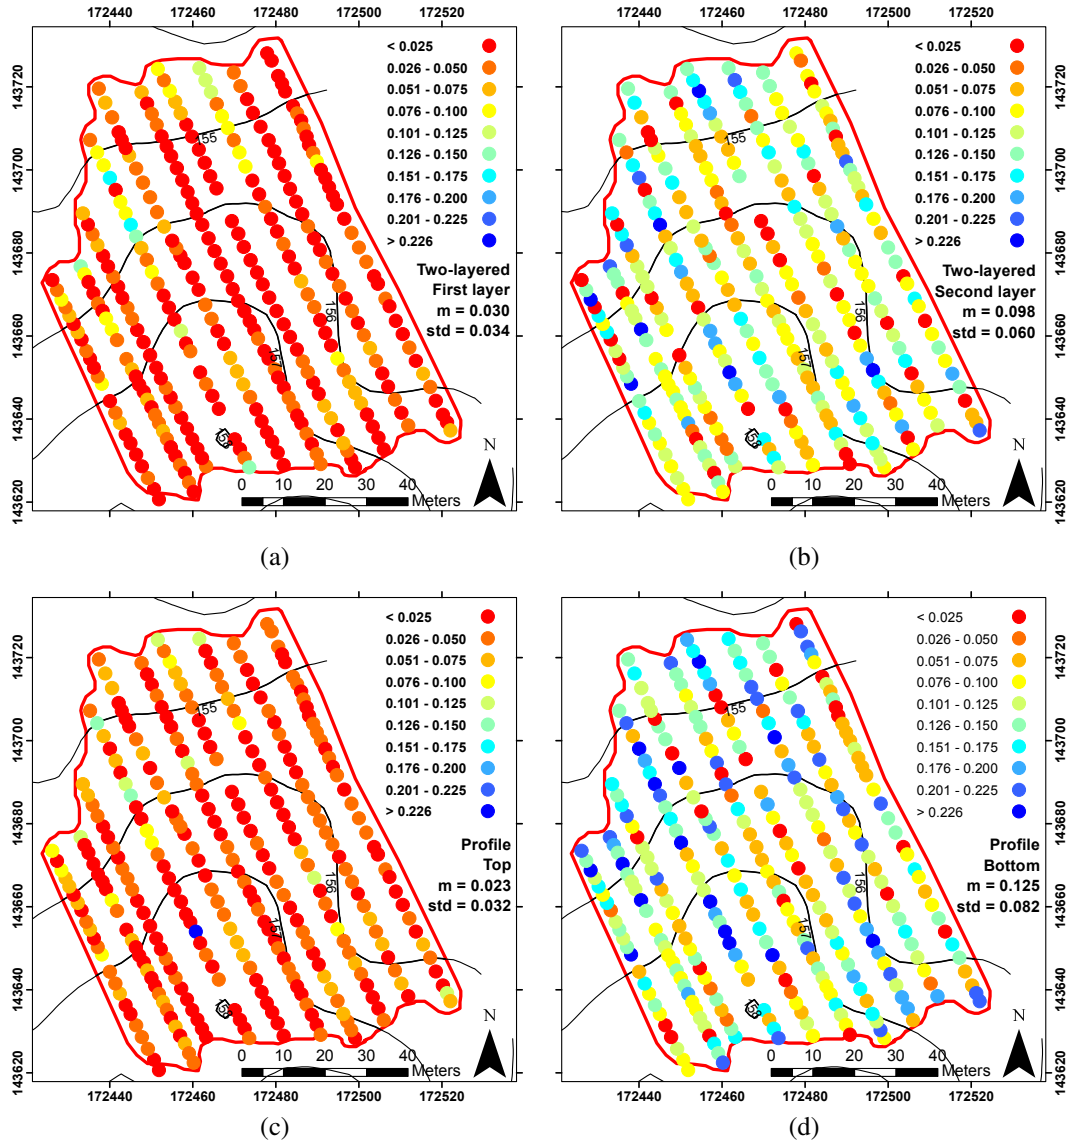 172440 172460 172480 172500 172520
172440 172460 172480 172500 172520
143720
143700
143680
143660
143640
143620
< 0.025
0.026 - 0.050
0.051 - 0.075
0.076 - 0.100
0.101 - 0.125
0.126 - 0.150
0.151 - 0.175
0.176 - 0.200
0.201 - 0.225
> 0.226
Two-layered
First layer
m = 0.030
std = 0.034
155
156
157
158
N
0 10 20 30 40
Meters
(a)
< 0.025
0.026 - 0.050
0.051 - 0.075
0.076 - 0.100
0.101 - 0.125
0.126 - 0.150
0.151 - 0.175
0.176 - 0.200
0.201 - 0.225
> 0.226
Two-layered
Second layer
m = 0.098
std = 0.060
155
156
157
158
N
0 10 20 30 40
Meters
143720
143700
143680
143660
143640
143620
(b)
143720
143700
143680
143660
143640
143620
< 0.025
0.026 - 0.050
0.051 - 0.075
0.076 - 0.100
0.101 - 0.125
0.126 - 0.150
0.151 - 0.175
0.176 - 0.200
0.201 - 0.225
> 0.226
Profile
Top
m = 0.023
std = 0.032
155
156
157
158
N
0 10 20 30 40
Meters
172440 172460 172480 172500 172520
(c)
< 0.025
0.026 - 0.050
0.051 - 0.075
0.076 - 0.100
0.101 - 0.125
0.126 - 0.150
0.151 - 0.175
0.176 - 0.200
0.201 - 0.225
> 0.226
Profile
Bottom
m = 0.125
std = 0.082
155
156
157
158
N
0 10 20 30 40
Meters
143720
143700
143680
143660
143640
143620
172440 172460 172480 172500 172520
(d)